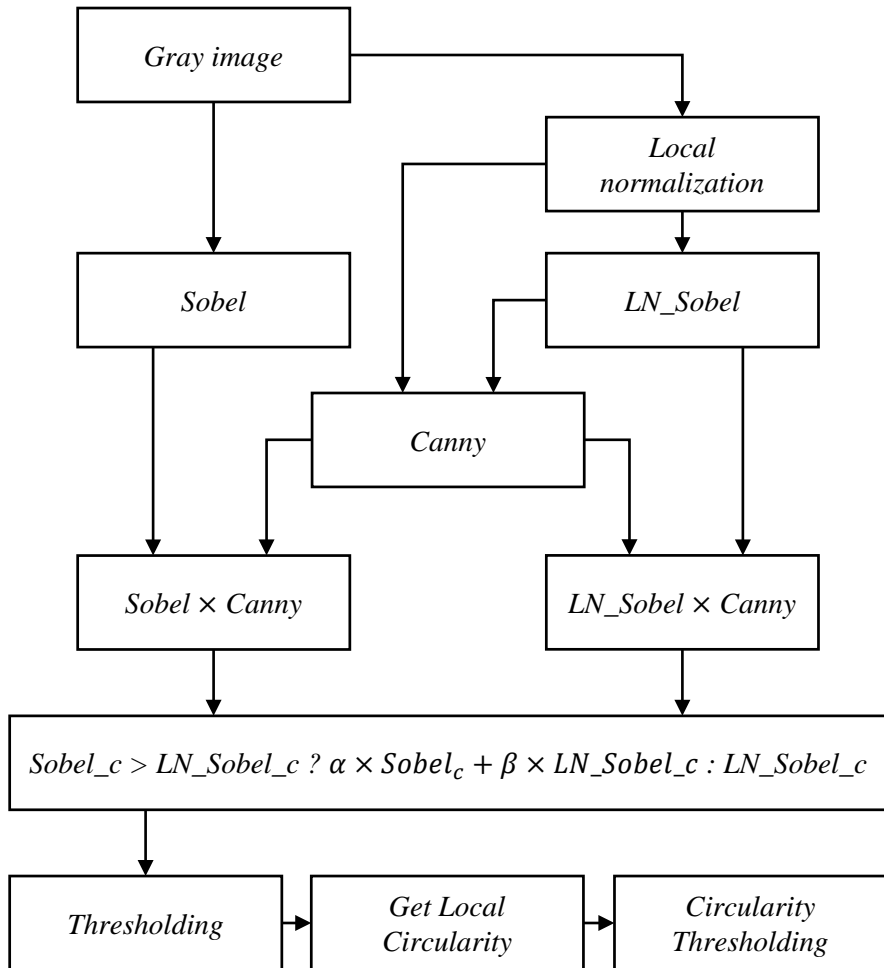 Gray image
Local
normalization
Sobel
LN_Sobel
Canny
Sobel × Canny
LN_Sobel × Canny
Sobel_c > LN_Sobel_c ? α × Sobel_c + β × LN_Sobel_c : LN_Sobel_c
Thresholding
Get Local
Circularity
Circularity
Thresholding